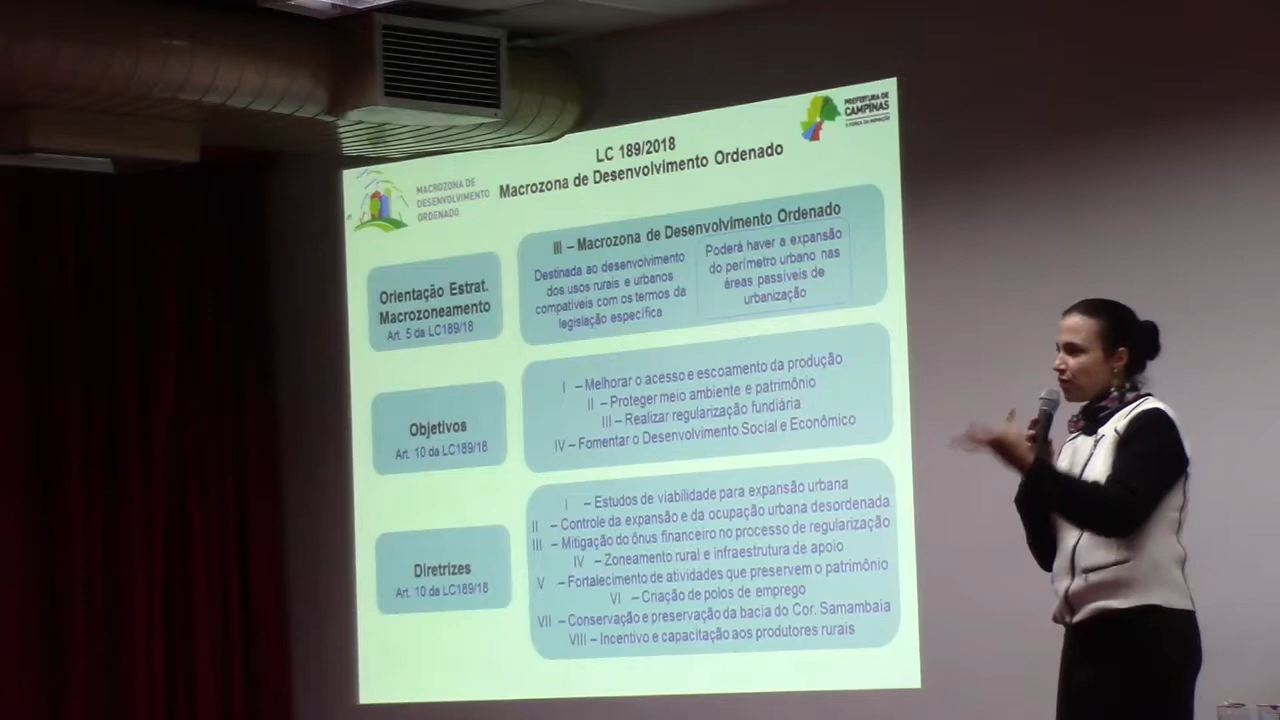 PREFEITURA DE
CAMPINAS
LC 189/2018
Macrozona de Desenvolvimento Ordenado
MACROZONA DE
DESENVOLVIMENTO
ORDENADO
Orientação Estrat.
Macrozoneamento
Art. 5 da LC189/18
III – Macrozona de Desenvolvimento Ordenado
Destinada ao desenvolvimento
dos usos rurais e urbanos
compatíveis com os termos da
legislação específica
Poderá haver a expansão
do perímetro urbano nas
áreas passíveis de
urbanização
Objetivos
Art. 10 da LC189/18
I – Melhorar o acesso e escoamento da produção
II – Proteger meio ambiente e patrimônio
III – Realizar regularização fundiária
IV – Fomentar o Desenvolvimento Social e Econômico
Diretrizes
Art. 10 da LC189/18
I – Estudos de viabilidade para expansão urbana
II – Controle da expansão e da ocupação urbana desordenada
III – Mitigação do ônus financeiro no processo de regularização
IV – Zoneamento rural e infraestrutura de apoio
V – Fortalecimento de atividades que preservem o patrimônio
VI – Criação de polos de emprego
VII – Conservação e preservação da bacia do Cor. Samambaia
VIII – Incentivo e capacitação aos produtores rurais